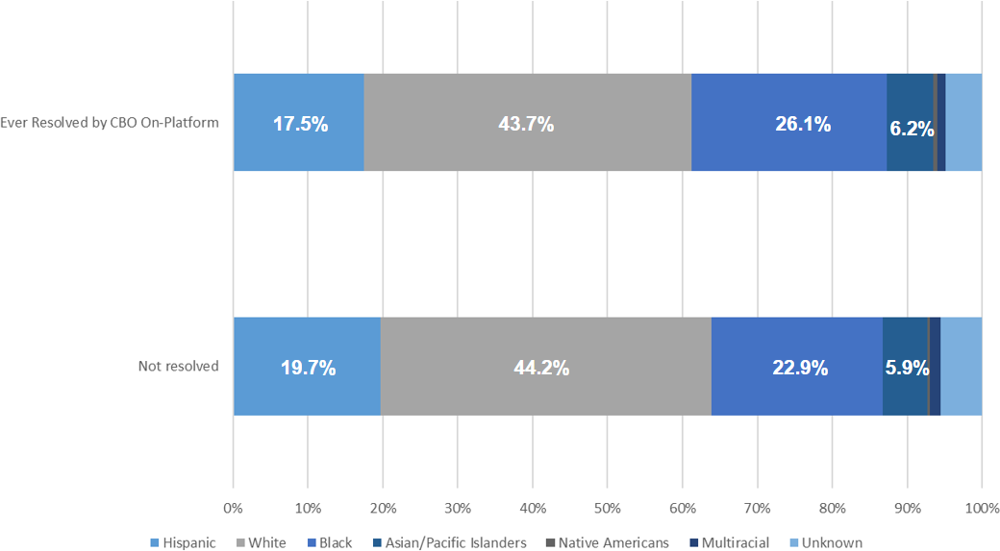 Ever Resolved by CBO On-Platform 17.5% 43.7% 26.1% 6.2%
Not resolved 19.7% 44.2% 22.9% 5.9%
0% 10% 20% 30% 40% 50% 60% 70% 80% 90% 100%
Hispanic White Black Asian/Pacific Islanders Native Americans Multiracial Unknown